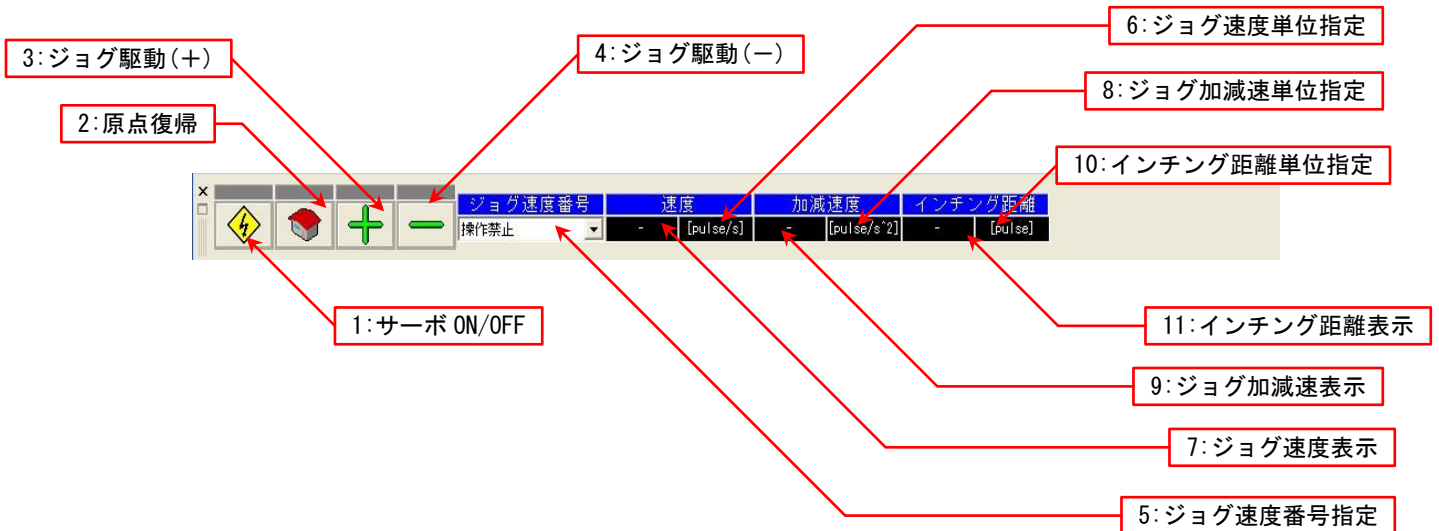 6:ジョグ速度単位指定
3:ジョグ駆動(+)
4:ジョグ駆動(-)
8:ジョグ加減速単位指定
2:原点復帰
10:インチング距離単位指定
×
ジョグ速度番号 速度 加減速度 インチング距離
操作禁止 - [pulse/s] - [pulse/s^2] - [pulse]
1:サーボ ON/OFF
11:インチング距離表示
9:ジョグ加減速表示
7:ジョグ速度表示
5:ジョグ速度番号指定